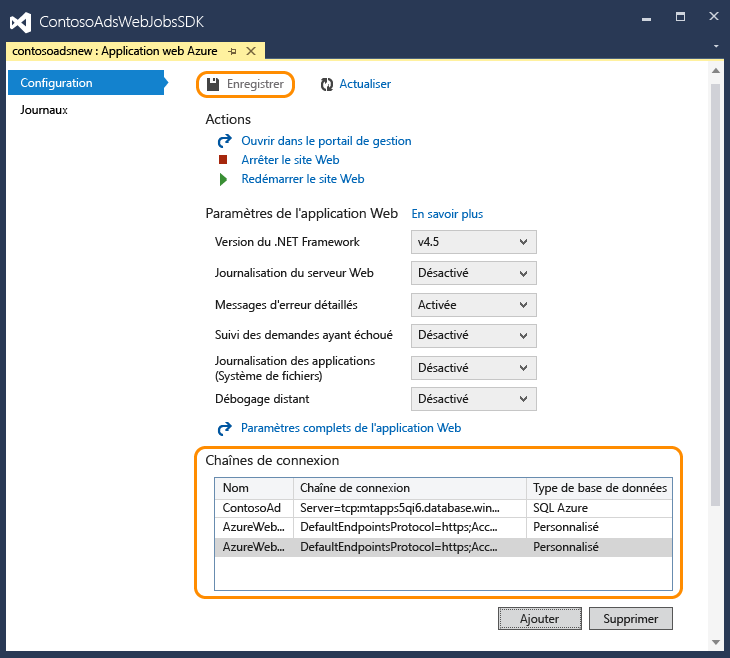 ContosoAdsWebJobsSDK
contosoadsnew : Application web Azure
Configuration
Journaux
Enregistrer
Actualiser
Actions
Ouvrir dans le portail de gestion
Arrêter le site Web
Redémarrer le site Web
Paramètres de l'application Web En savoir plus
Version du .NET Framework v4.5
Journalisation du serveur Web Désactivé
Messages d'erreur détaillés Activée
Suivi des demandes ayant échoué Désactivé
Journalisation des applications
(Système de fichiers) Désactivé
Débogage distant Désactivé
Paramètres complets de l'application Web
Chaînes de connexion
Nom Chaîne de connexion Type de base de données
ContosoAd Server=tcp:mtapps5qi6.database.win... SQL Azure
AzureWeb... DefaultEndpointsProtocol=https;Acc... Personnalisé
AzureWeb... DefaultEndpointsProtocol=https;Acc... Personnalisé
Ajouter Supprimer